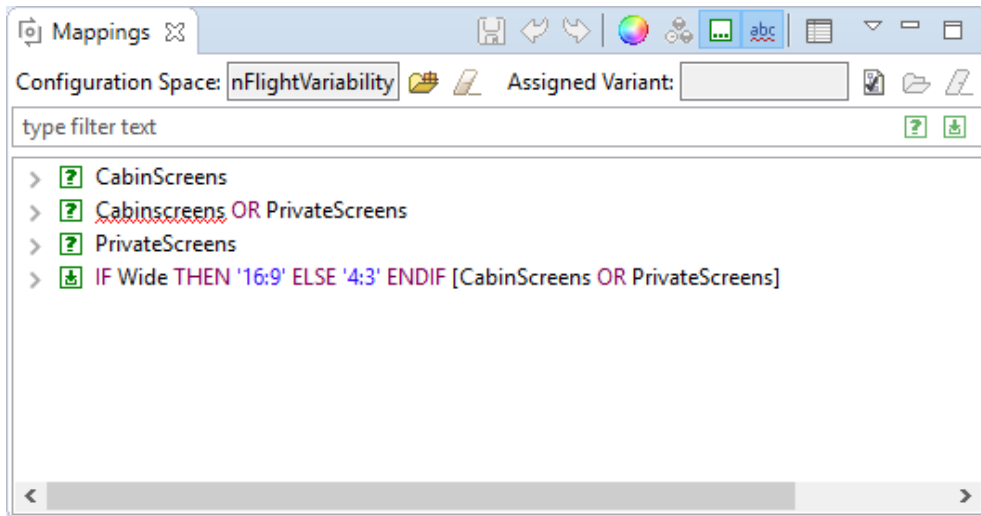 Mappings
abc
Configuration Space: nFlightVariability Assigned Variant:
type filter text
CabinScreens
Cabinscreens OR PrivateScreens
PrivateScreens
IF Wide THEN '16:9' ELSE '4:3' ENDIF [CabinScreens OR PrivateScreens]